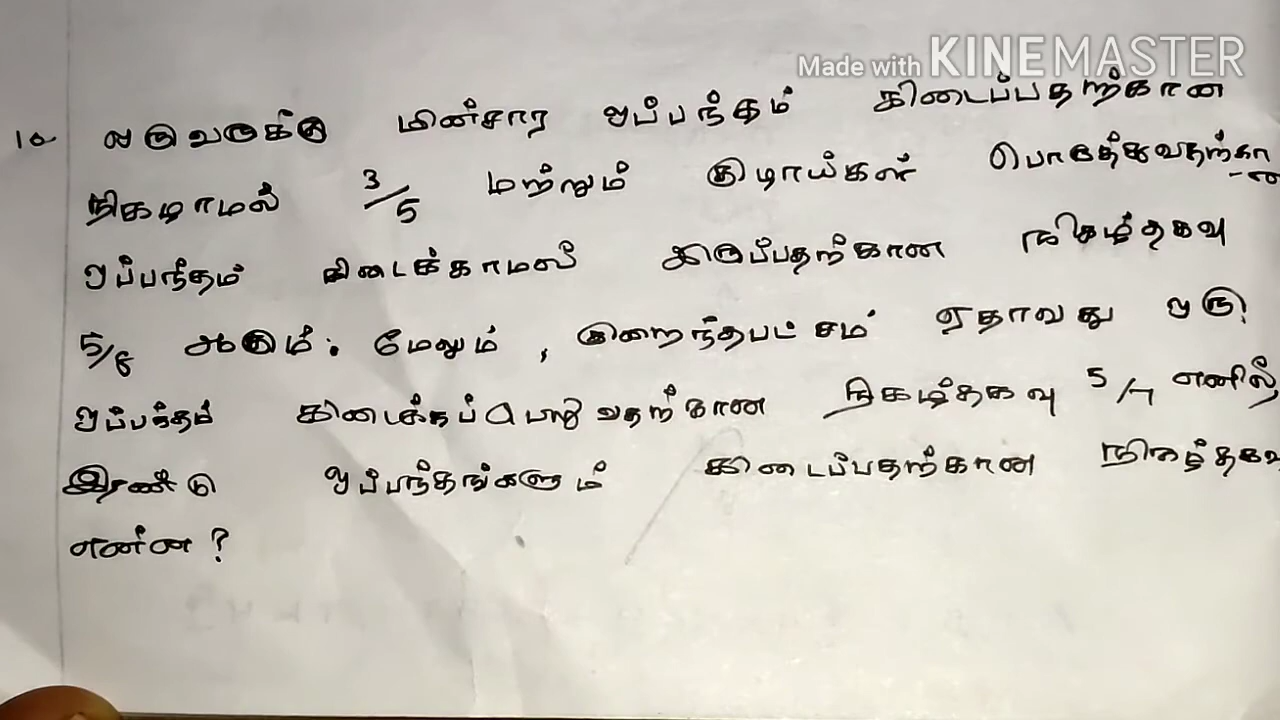 Made with KINEMASTER
10 ஒருவருக்கு மின்சார ஒப்பந்தம் கிடைப்பதற்கான
நிகழாமல் 3/5 மற்றும் குழாய்கள் பொருத்துவதற்கா
-ன
ஒப்பந்தம் கிடைக்காமல் இருப்பதற்கான நிகழ்தகவு
5/8 ஆகும். மேலும், குறைந்தபட்சம் ஏதாவது ஒரு
ஒப்பந்தம் கிடைக்கப்பெறுவதற்கான நிகழ்தகவு 5/7 எனில்,
இரண்டு ஒப்பந்தங்களும் கிடைப்பதற்கான நிகழ்தகவு
என்ன?